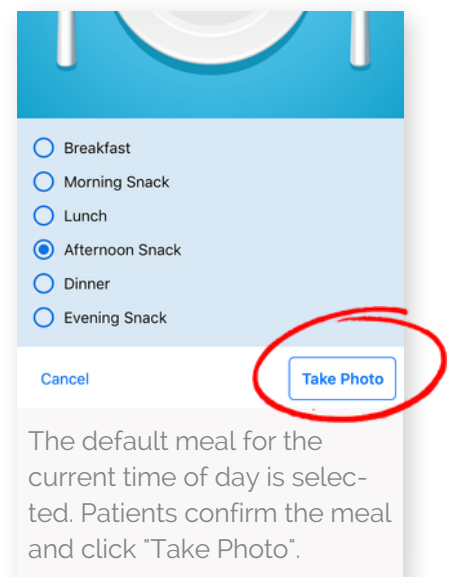 Breakfast
Morning Snack
Lunch
Afternoon Snack
Dinner
Evening Snack
Cancel Take Photo
The default meal for the
current time of day is selec-
ted. Patients confirm the meal
and click "Take Photo".